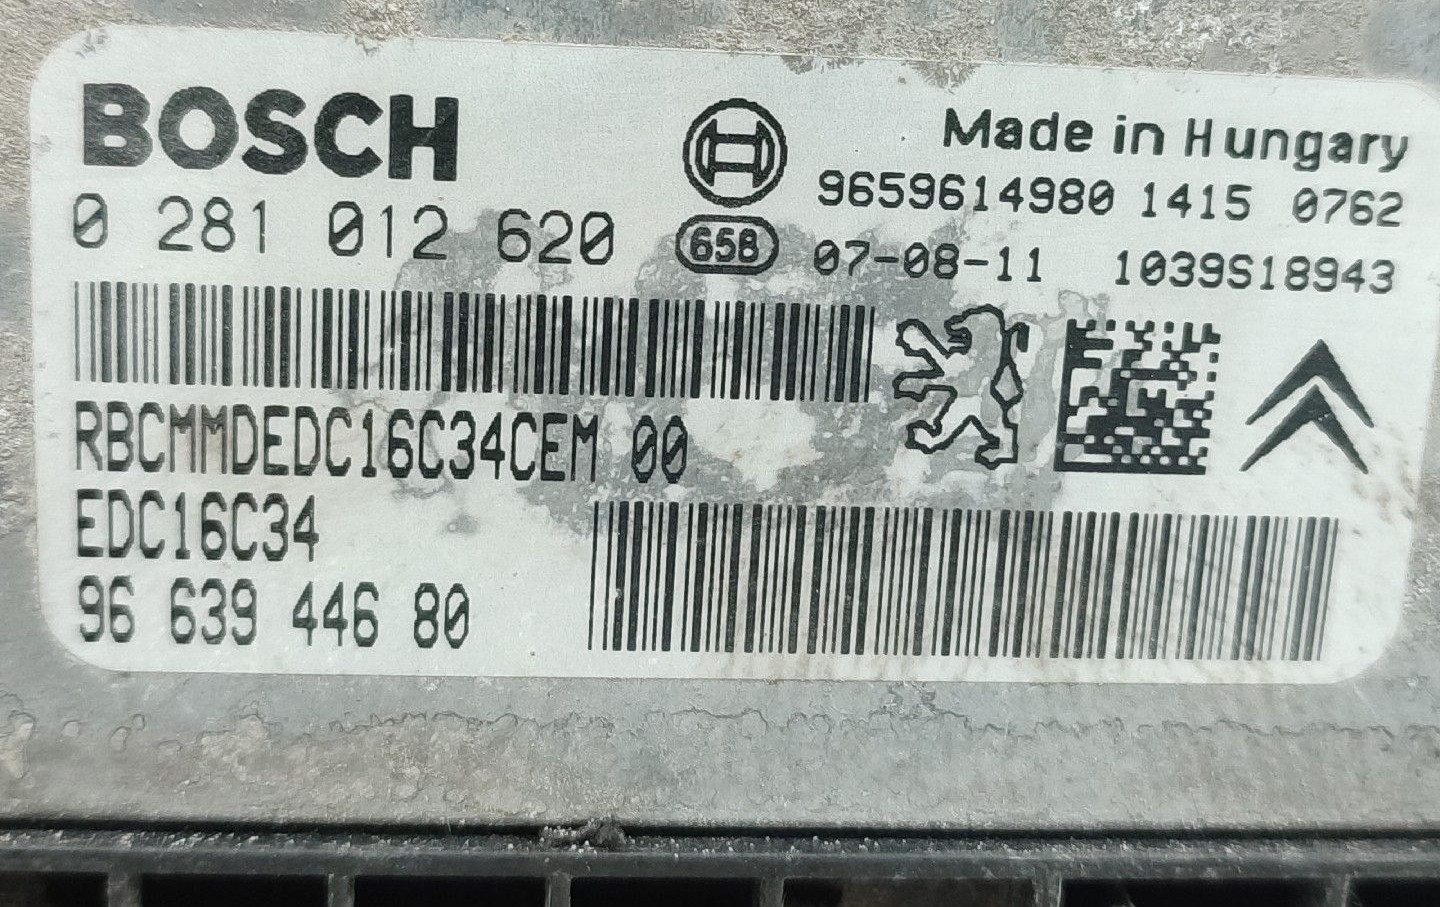 BOSCH
Made in Hungary
9659614980 1415 0762
0 281 012 620
658 07-08-11 1039S18943
RBCMMDEDC16C34CEM 00
EDC16C34
96 639 446 80